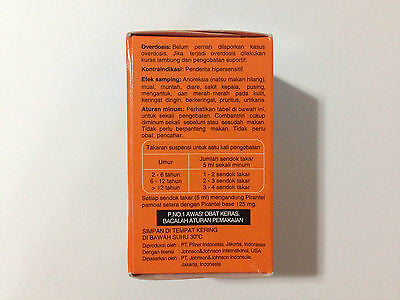 Overdosis: Belum pernah dilaporkan kasus
overdosis. Jika terjadi overdosis dilakukan
kuras lambung dan pengobatan suportif.
Kontraindikasi: Penderita hipersensitif.
Efek samping: Anoreksia (nafsu makan hilang),
mual, muntah, diare, sakit kepala, pusing,
mengantuk, dan merah-merah pada kulit,
keringat dingin, berkeringat, pruritus, urtikaria.
Aturan minum: Perhatikan tabel di bawah ini,
dosis untuk sekali pengobatan. Combantrin cukup
diminum sekali sebelum atau sesudah makan.
Tidak perlu berpantang makan. Tidak perlu
obat pencahar.
Takaran suspensi untuk satu kali pengobatan
Umur
Jumlah sendok takar
5 ml sekali minum
2 - 6 tahun 1 - 2 sendok takar
6 - 12 tahun 2 - 3 sendok takar
> 12 tahun 3 - 4 sendok takar
Setiap sendok takar (5 ml) mengandung Pirantel
pamoat setara dengan Pirantel base 125 mg.
P.NO.1 AWAS! OBAT KERAS.
BACALAH ATURAN PEMAKAIAN
SIMPAN DI TEMPAT KERING
DI BAWAH SUHU 30°C
Diproduksi oleh : PT. Pfizer Indonesia, Jakarta, Indonesia
Dengan lisensi : Johnson&Johnson International, USA
Dipasarkan oleh : PT. Johnson&Johnson Indonesia,
Jakarta, Indonesia